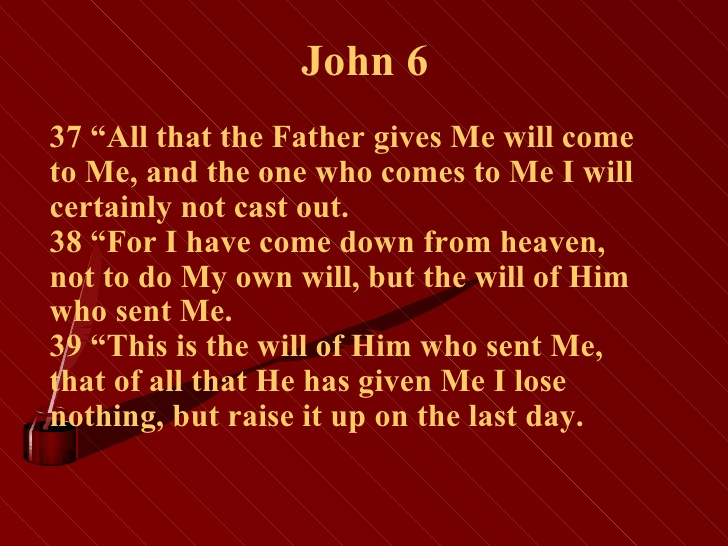 John 6
37 “All that the Father gives Me will come
to Me, and the one who comes to Me I will
certainly not cast out.
38 “For I have come down from heaven,
not to do My own will, but the will of Him
who sent Me.
39 “This is the will of Him who sent Me,
that of all that He has given Me I lose
nothing, but raise it up on the last day.